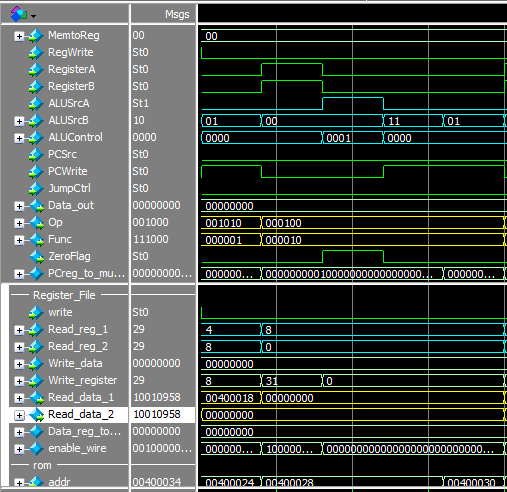 Msgs
MemtoReg 00 00
RegWrite St0
RegisterA St0
RegisterB St0
ALUSrcA St1
ALUSrcB 10 01 00 11 01
ALUControl 0000 0000 0001 0000
PCSrc St0
PCWrite St0
JumpCtrl St0
Data_out 00000000 00000000
Op 001000 001010 000100
Func 111000 000001 000010
ZeroFlag St0
PCreg_to_mu... 00000000... 000000... 0000000001000000000000000... 000000...
Register_File
write St0
Read_reg_1 29 4 8
Read_reg_2 29 8 0
Write_data 00000000 00000000
Write_register 29 8 31 0
Read_data_1 10010958 00400018 00000000
Read_data_2 10010958 00000000
Data_reg_to... 00000000 00000000
enable_wire 00100000... 000000... 100000... 00000000000000000000000...
rom
addr 00400034 00400024 00400028 00400030